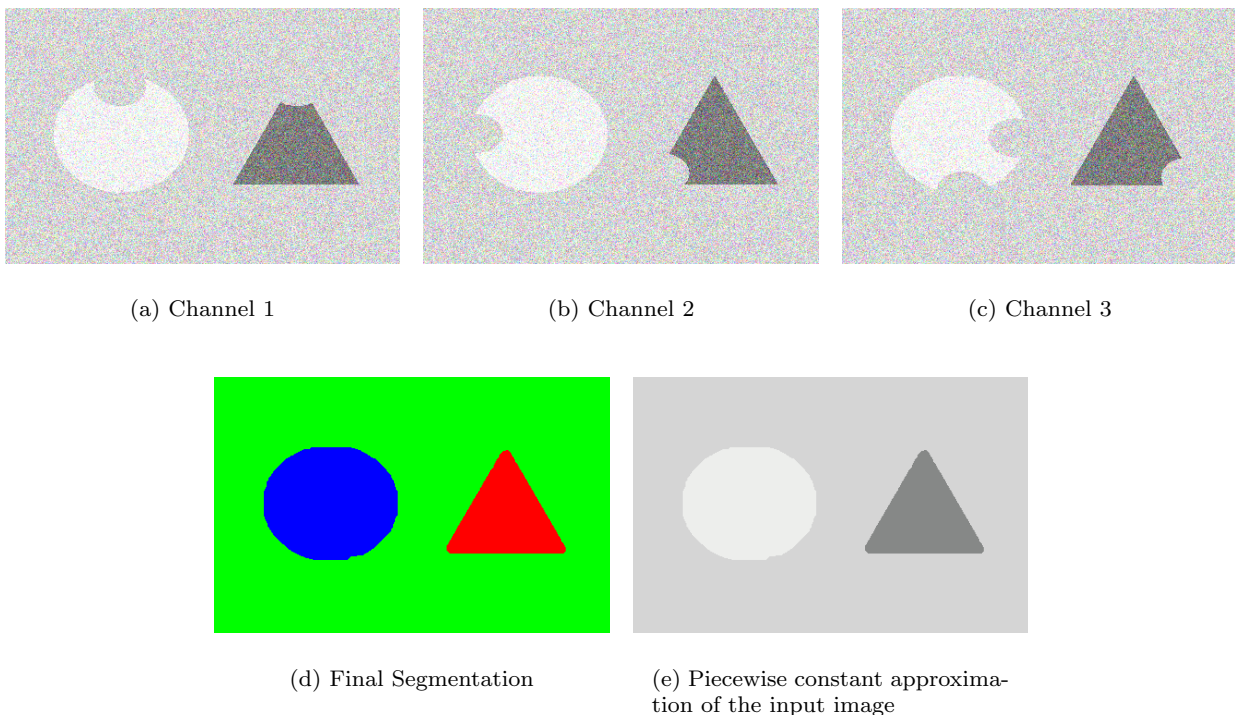 (a) Channel 1
(b) Channel 2
(c) Channel 3
(d) Final Segmentation
(e) Piecewise constant approxima-
tion of the input image